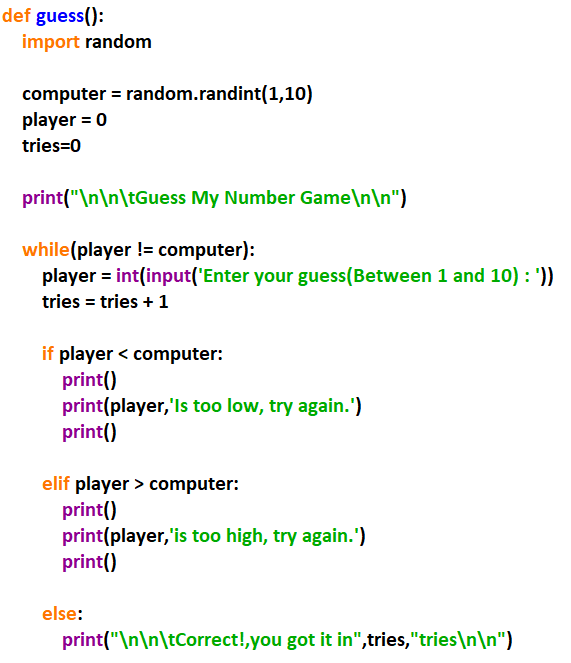 def guess():
    import random

    computer = random.randint(1,10)
    player = 0
    tries=0

    print("\n\n\tGuess My Number Game\n\n")

    while(player != computer):
        player = int(input('Enter your guess(Between 1 and 10) : '))
        tries = tries + 1

        if player < computer:
            print()
            print(player,'Is too low, try again.')
            print()

        elif player > computer:
            print()
            print(player,'is too high, try again.')
            print()

        else:
            print("\n\n\tCorrect!,you got it in",tries,"tries\n\n")